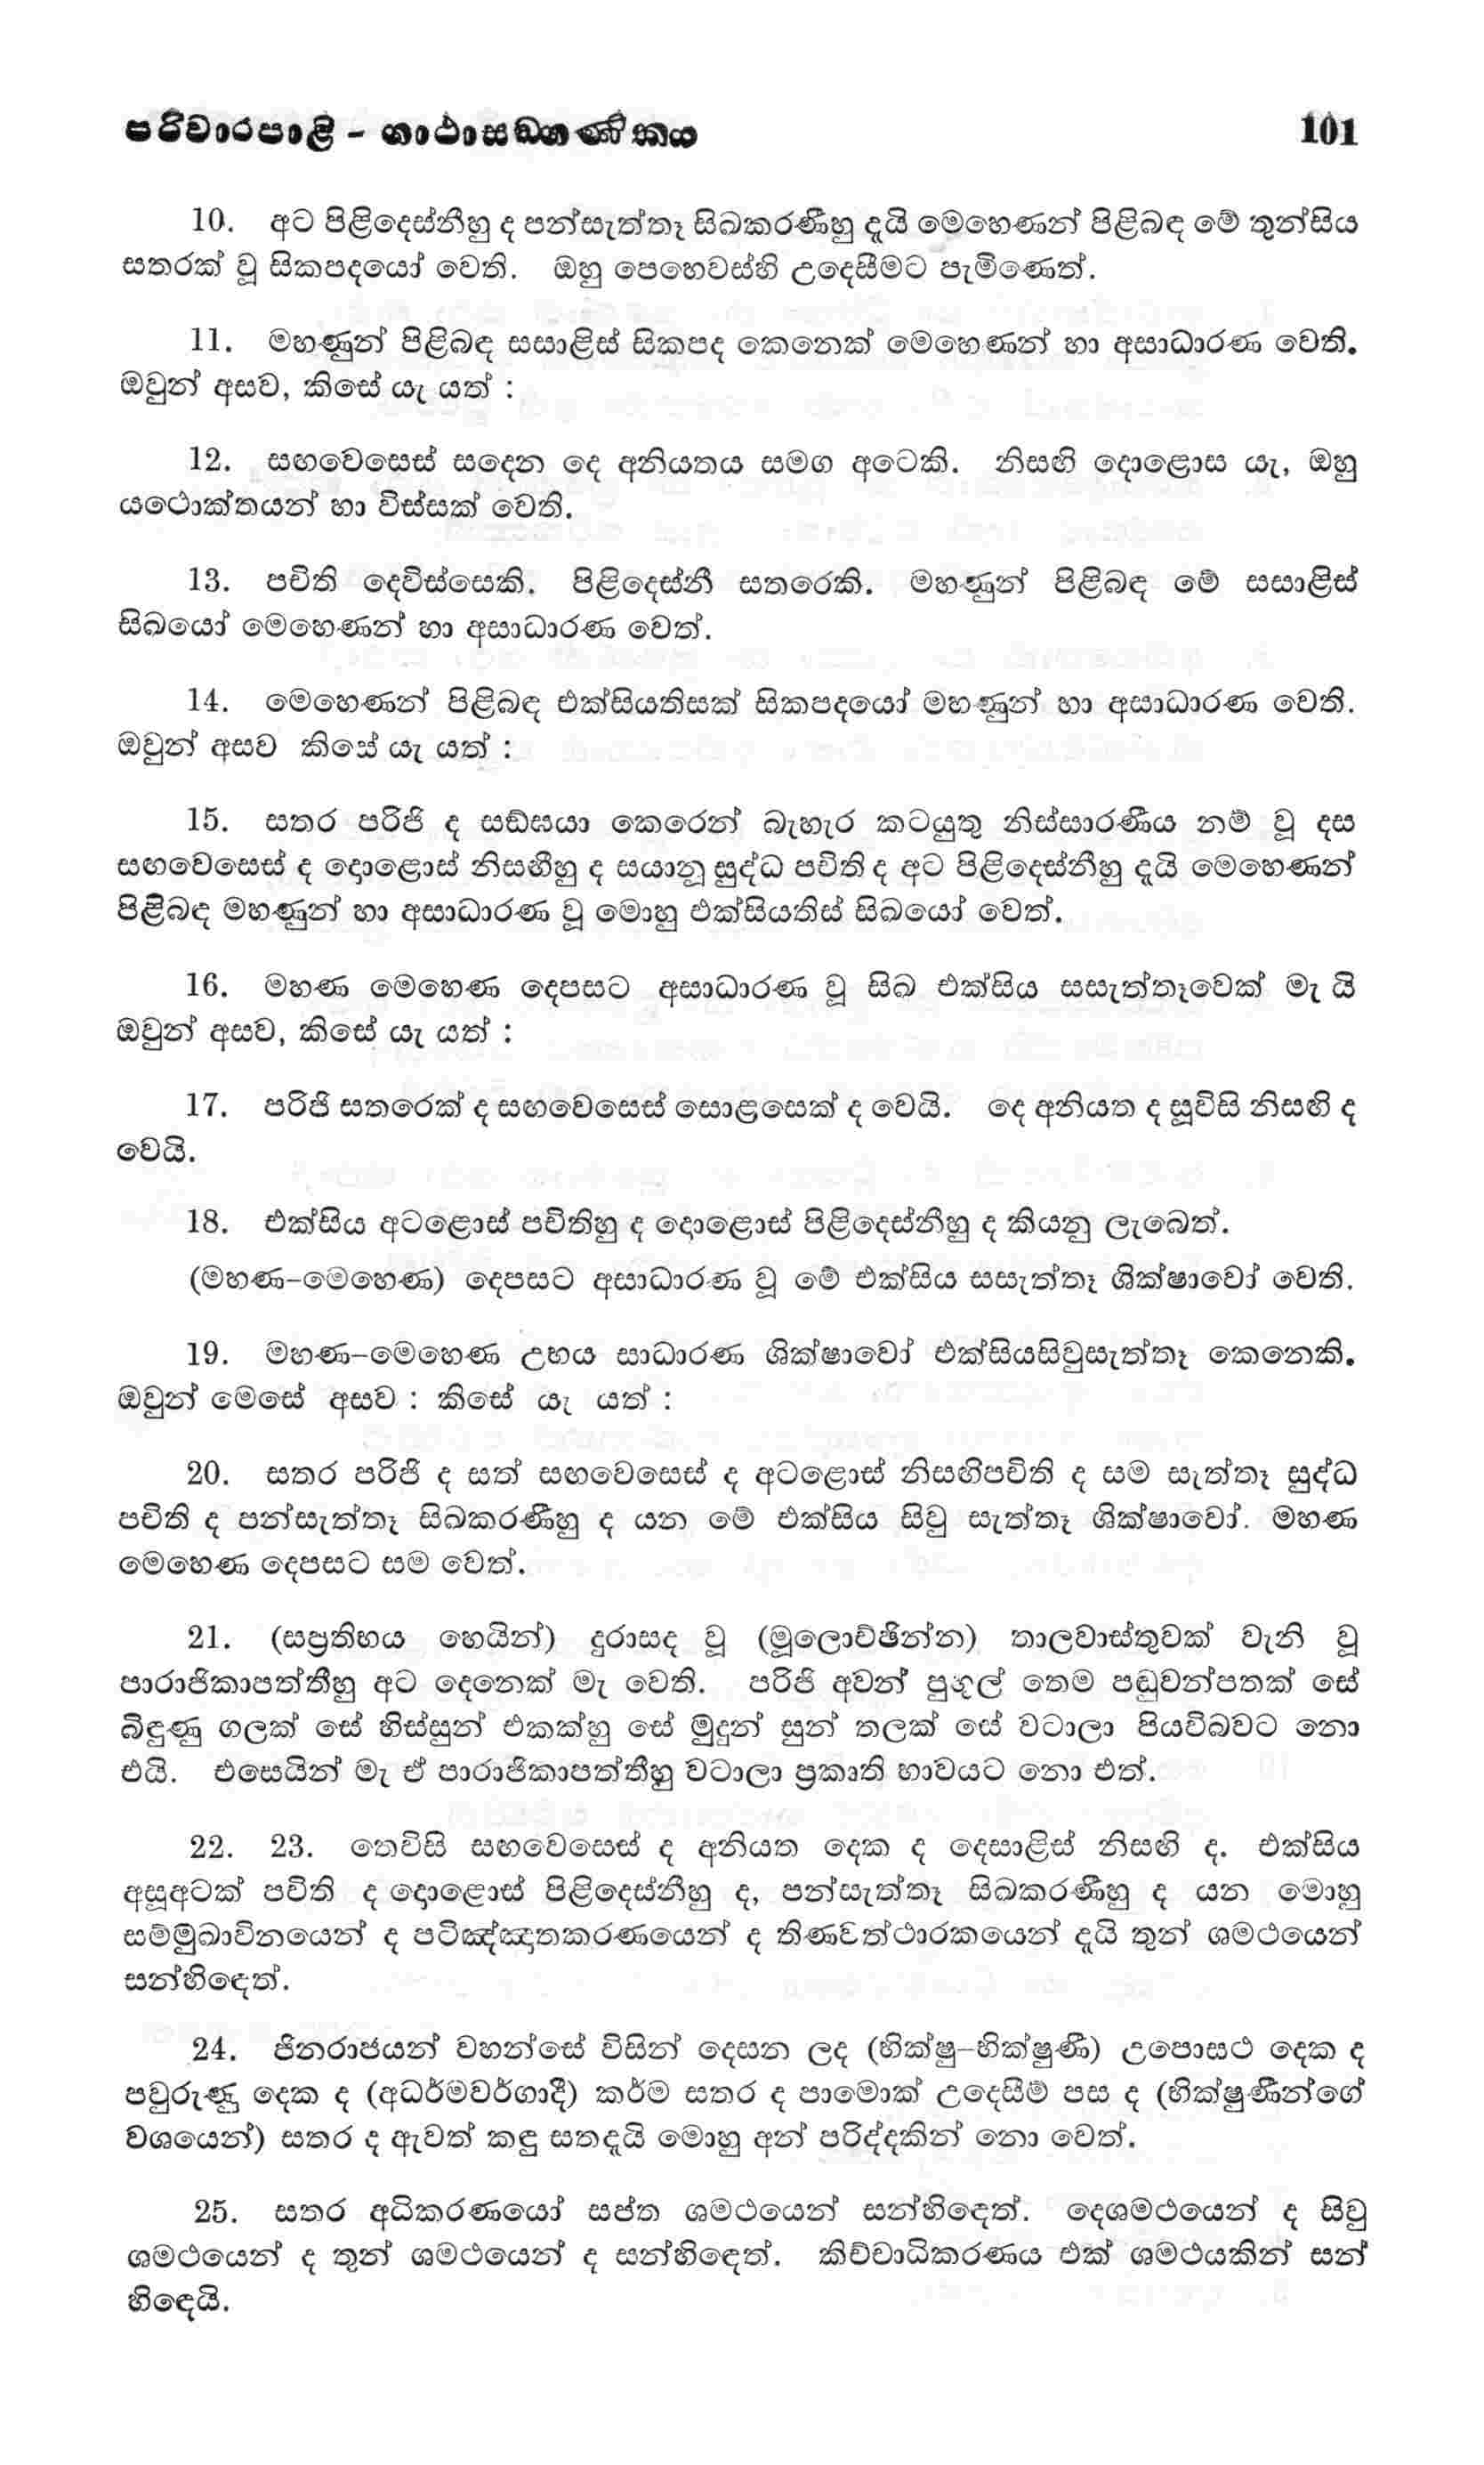 පරිවාරපාළි - ගාථාසඞ්ගණිකය 101
10. අට පිළිදෙස්නීහු ද පන්සැත්තෑ සිඛකරණීහු දැයි මෙහෙණන් පිළිබඳ මේ තුන්සිය
සතරක් වූ සිකපදයෝ වෙති. ඔහු පෙහෙවස්හි උදෙසීමට පැමිණෙත්.
11. මහණුන් පිළිබඳ සසාළිස් සිකපද කෙනෙක් මෙහෙණන් හා අසාධාරණ වෙති.
ඔවුන් අසව, කිසේ යැ යත් :
12. සඟවෙසෙස් සදෙන දෙ අනියතය සමග අටෙකි. නිසඟි දොළොස යැ, ඔහු
යථොක්තයන් හා විස්සක් වෙති.
13. පචිති දෙවිස්සෙකි. පිළිදෙස්නී සතරෙකි. මහණුන් පිළිබඳ මේ සසාළිස්
සිඛයෝ මෙහෙණන් හා අසාධාරණ වෙත්.
14. මෙහෙණන් පිළිබඳ එක්සියතිසක් සිකපදයෝ මහණුන් හා අසාධාරණ වෙති.
ඔවුන් අසව කිසේ යැ යත් :
15. සතර පරිජි ද සඞ්ඝයා කෙරෙන් බැහැර කටයුතු නිස්සාරණීය නම් වූ දස
සඟවෙසෙස් ද දොළොස් නිසඟීහු ද සයානූ සුද්ධ පචිති ද අට පිළිදෙස්නීහු දැයි මෙහෙණන්
පිළිබඳ මහණුන් හා අසාධාරණ වූ මොහු එක්සියතිස් සිඛයෝ වෙත්.
16. මහණ මෙහෙණ දෙපසට අසාධාරණ වූ සිඛ එක්සිය සසැත්තෑවෙක් මැ යි
ඔවුන් අසව, කිසේ යැ යත් :
17. පරිජි සතරෙක් ද සඟවෙසෙස් සොළසෙක් ද වෙයි. දෙ අනියත ද සූවිසි නිසඟි ද
වෙයි.
18. එක්සිය අටළොස් පචිතිහු ද දොළොස් පිළිදෙස්නීහු ද කියනු ලැබෙත්.
(මහණ-මෙහෙණ) දෙපසට අසාධාරණ වූ මේ එක්සිය සසැත්තෑ ශික්ෂාවෝ වෙති.
19. මහණ-මෙහෙණ උභය සාධාරණ ශික්ෂාවෝ එක්සියසිවුසැත්තෑ කෙනෙකි.
ඔවුන් මෙසේ අසව : කිසේ යැ යත් :
20. සතර පරිජි ද සත් සඟවෙසෙස් ද අටළොස් නිසඟිපචිති ද සම සැත්තෑ සුද්ධ
පචිති ද පන්සැත්තෑ සිඛකරණීහු ද යන මේ එක්සිය සිවු සැත්තෑ ශික්ෂාවෝ. මහණ
මෙහෙණ දෙපසට සම වෙත්.
21. (සප්‍රතිභය හෙයින්) දුරාසද වූ (මූලොච්ඡින්න) තාලවාස්තුවක් වැනි වූ
පාරාජිකාපත්තීහු අට දෙනෙක් මැ වෙති. පරිජි අවන් පුඟුල් තෙම පඬුවන්පතක් සේ
බිඳුණු ගලක් සේ හිස්සුන් එකක්හු සේ මුදුන් සුන් තලක් සේ වටාලා පියවිබවට නො
එයි. එසෙයින් මැ ඒ පාරාජිකාපත්තීහු වටාලා ප්‍රකෘති භාවයට නො එත්.
22. 23. තෙවිසි සඟවෙසෙස් ද අනියත දෙක ද දෙසාළිස් නිසඟි ද. එක්සිය
අසූඅටක් පචිති ද දොළොස් පිළිදෙස්නීහු ද, පන්සැත්තෑ සිඛකරණීහු ද යන මොහු
සම්මුඛාවිනයෙන් ද පටිඤ්ඤාතකරණයෙන් ද තිණවත්ථාරකයෙන් දැයි තුන් ශමථයෙන්
සන්හිඳෙත්.
24. ජිනරාජයන් වහන්සේ විසින් දෙසන ලද (භික්ෂු-භික්ෂුණී) උපොසථ දෙක ද
පවුරුණු දෙක ද (අධර්මවර්ගාදී) කර්ම සතර ද පාමොක් උදෙසීම් පස ද (භික්ෂුණීන්ගේ
වශයෙන්) සතර ද ඇවත් කඳු සතදැයි මොහු අන් පරිද්දකින් නො වෙත්.
25. සතර අධිකරණයෝ සප්ත ශමථයෙන් සන්හිඳෙත්. දෙශමථයෙන් ද සිවු
ශමථයෙන් ද තුන් ශමථයෙන් ද සන්හිඳෙත්. කිච්චාධිකරණය එක් ශමථයකින් සන්
හිඳෙයි.